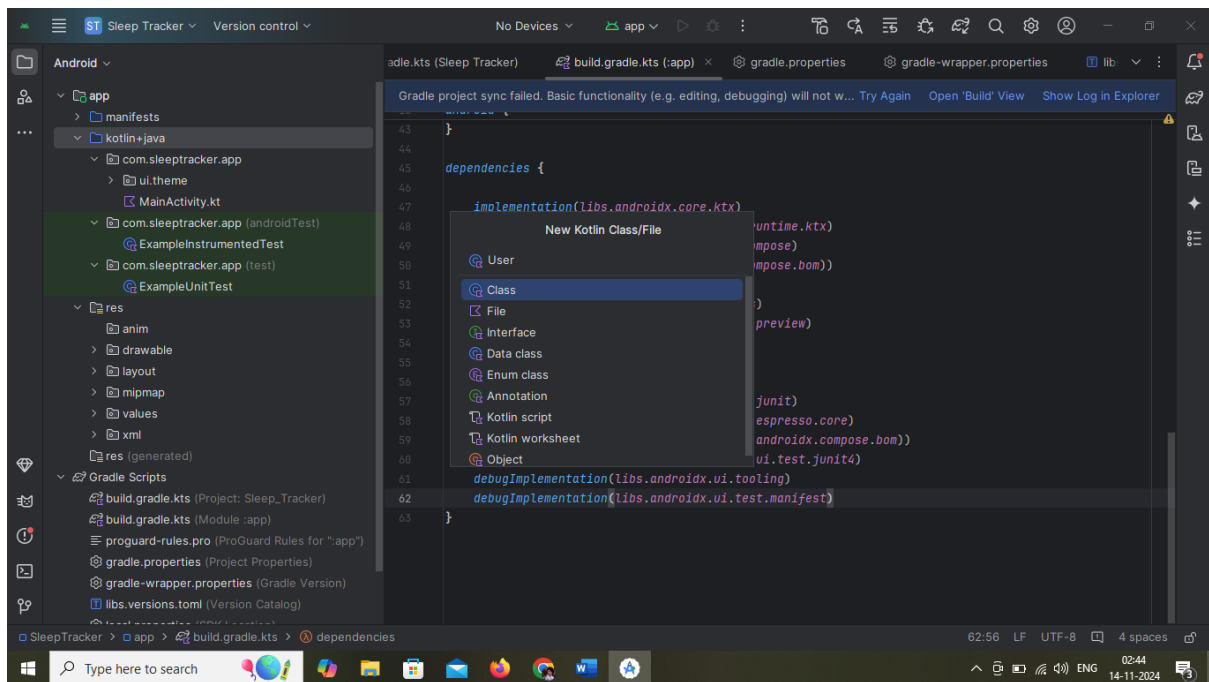 ST Sleep Tracker Version control No Devices app
Android
adle.kts (Sleep Tracker) build.gradle.kts (:app) gradle.properties gradle-wrapper.properties lib
Gradle project sync failed. Basic functionality (e.g. editing, debugging) will not w... Try Again Open 'Build' View Show Log in Explorer
app
manifests
kotlin+java
com.sleeptracker.app
ui.theme
MainActivity.kt
com.sleeptracker.app (androidTest)
ExampleInstrumentedTest
com.sleeptracker.app (test)
ExampleUnitTest
res
anim
drawable
layout
mipmap
values
xml
res (generated)
Gradle Scripts
build.gradle.kts (Project: Sleep_Tracker)
build.gradle.kts (Module :app)
proguard-rules.pro (ProGuard Rules for ":app")
gradle.properties (Project Properties)
gradle-wrapper.properties (Gradle Version)
libs.versions.toml (Version Catalog)
android {
43 }
44
45 dependencies {
46
47 implementation(libs.androidx.core.ktx)
48 untime.ktx)
49 mpose)
50 mpose.bom))
51
52 )
53 preview)
54
55
56
57 junit)
58 espresso.core)
59 androidx.compose.bom))
60 ui.test.junit4)
61 debugImplementation(libs.androidx.ui.tooling)
62 debugImplementation(libs.androidx.ui.test.manifest)
63 }
New Kotlin Class/File
User
Class
File
Interface
Data class
Enum class
Annotation
Kotlin script
Kotlin worksheet
Object
SleepTracker > app > build.gradle.kts > dependencies 62:56 LF UTF-8 4 spaces
Type here to search ENG 02:44
14-11-2024 3